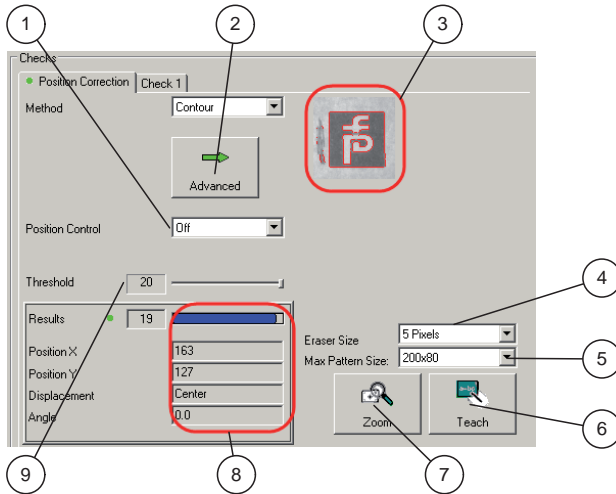 1
2
3
Checks
Position Correction
Check 1
Method
Contour
Advanced
Position Control
Off
Threshold
20
4
Results
19
Eraser Size
5 Pixels
Position X
163
Max Pattern Size:
200x80
5
Position Y
127
Displacement
Center
Angle
0.0
Zoom
Teach
6
9
8
7